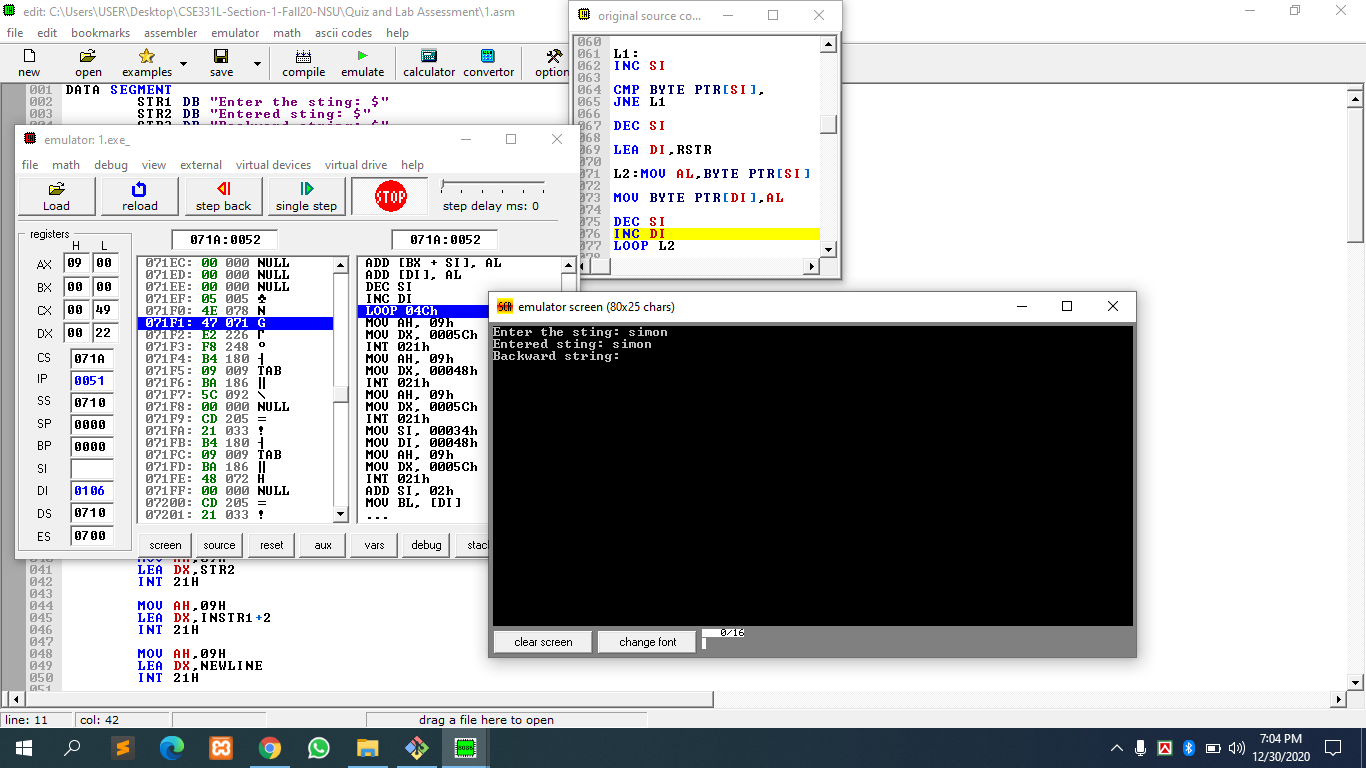 edit: C:\Users\USER\Desktop\CSE331L-Section-1-Fall20-NSU\Quiz and Lab Assessment\1.asm
file edit bookmarks assembler emulator math ascii codes help
new open examples save compile emulate calculator convertor option
001 DATA SEGMENT
002 STR1 DB "Enter the sting: $"
003 STR2 DB "Entered sting: $"
original source co...
060
061 L1:
062 INC SI
063
064 CMP BYTE PTR[SI],
065 JNE L1
066
067 DEC SI
068
069 LEA DI,RSTR
070
071 L2:MOV AL,BYTE PTR[SI]
072
073 MOV BYTE PTR[DI],AL
074
075 DEC SI
076 INC DI
077 LOOP L2
emulator: 1.exe_
file math debug view external virtual devices virtual drive help
Load reload step back single step STOP step delay ms: 0
registers
H L
AX 09 00
BX 00 00
CX 00 49
DX 00 22
CS 071A
IP 0051
SS 0710
SP 0000
BP 0000
SI
DI 0106
DS 0710
ES 0700
071A:0052
071EC: 00 000 NULL
071ED: 00 000 NULL
071EE: 00 000 NULL
071EF: 05 005 ♣
071F0: 4E 078 N
071F1: 47 071 G
071F2: E2 226 Γ
071F3: F8 248 °
071F4: B4 180 ┤
071F5: 09 009 TAB
071F6: BA 186 ║
071F7: 5C 092 \
071F8: 00 000 NULL
071F9: CD 205 =
071FA: 21 033 !
071FB: B4 180 ┤
071FC: 09 009 TAB
071FD: BA 186 ║
071FE: 48 072 H
071FF: 00 000 NULL
07200: CD 205 =
07201: 21 033 !
071A:0052
ADD [BX + SI], AL
ADD [DI], AL
DEC SI
INC DI
LOOP 04Ch
MOV AH, 09h
MOV DX, 0005Ch
INT 021h
MOV AH, 09h
MOV DX, 00048h
INT 021h
MOV AH, 09h
MOV DX, 0005Ch
INT 021h
MOV SI, 00034h
MOV DI, 00048h
MOV AH, 09h
MOV DX, 0005Ch
INT 021h
ADD SI, 02h
MOV BL, [DI]
...
screen source reset aux vars debug stack
emulator screen (80x25 chars)
Enter the sting: simon
Entered sting: simon
Backward string:
clear screen change font 0/16
041 LEA DX,STR2
042 INT 21H
044 MOV AH,09H
045 LEA DX,INSTR1+2
046 INT 21H
047
048 MOV AH,09H
049 LEA DX,NEWLINE
050 INT 21H
051
line: 11 col: 42 drag a file here to open
7:04 PM
12/30/2020